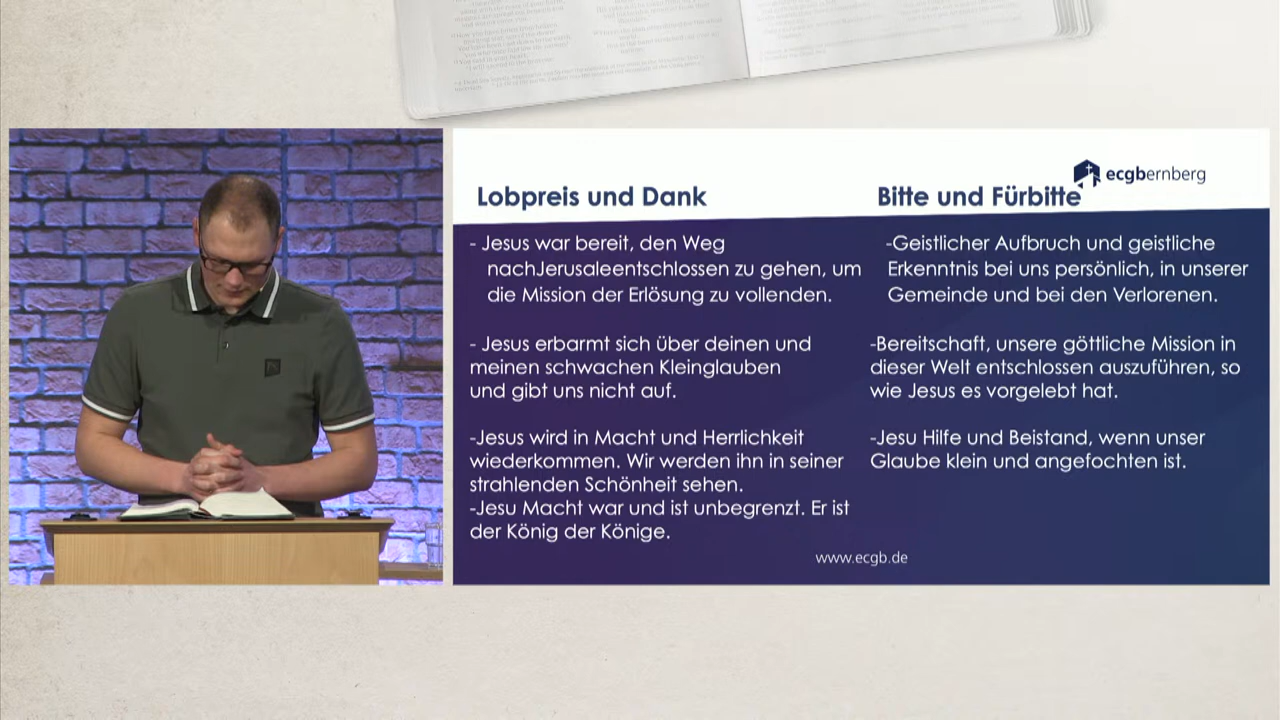 Lobpreis und Dank
- Jesus war bereit, den Weg
nachJerusaleentschlossen zu gehen, um
die Mission der Erlösung zu vollenden.
- Jesus erbarmt sich über deinen und
meinen schwachen Kleinglauben
und gibt uns nicht auf.
-Jesus wird in Macht und Herrlichkeit
wiederkommen. Wir werden ihn in seiner
strahlenden Schönheit sehen.
-Jesu Macht war und ist unbegrenzt. Er ist
der König der Könige.
ecgbernberg
Bitte und Fürbitte
-Geistlicher Aufbruch und geistliche
Erkenntnis bei uns persönlich, in unserer
Gemeinde und bei den Verlorenen.
-Bereitschaft, unsere göttliche Mission in
dieser Welt entschlossen auszuführen, so
wie Jesus es vorgelebt hat.
-Jesu Hilfe und Beistand, wenn unser
Glaube klein und angefochten ist.
www.ecgb.de